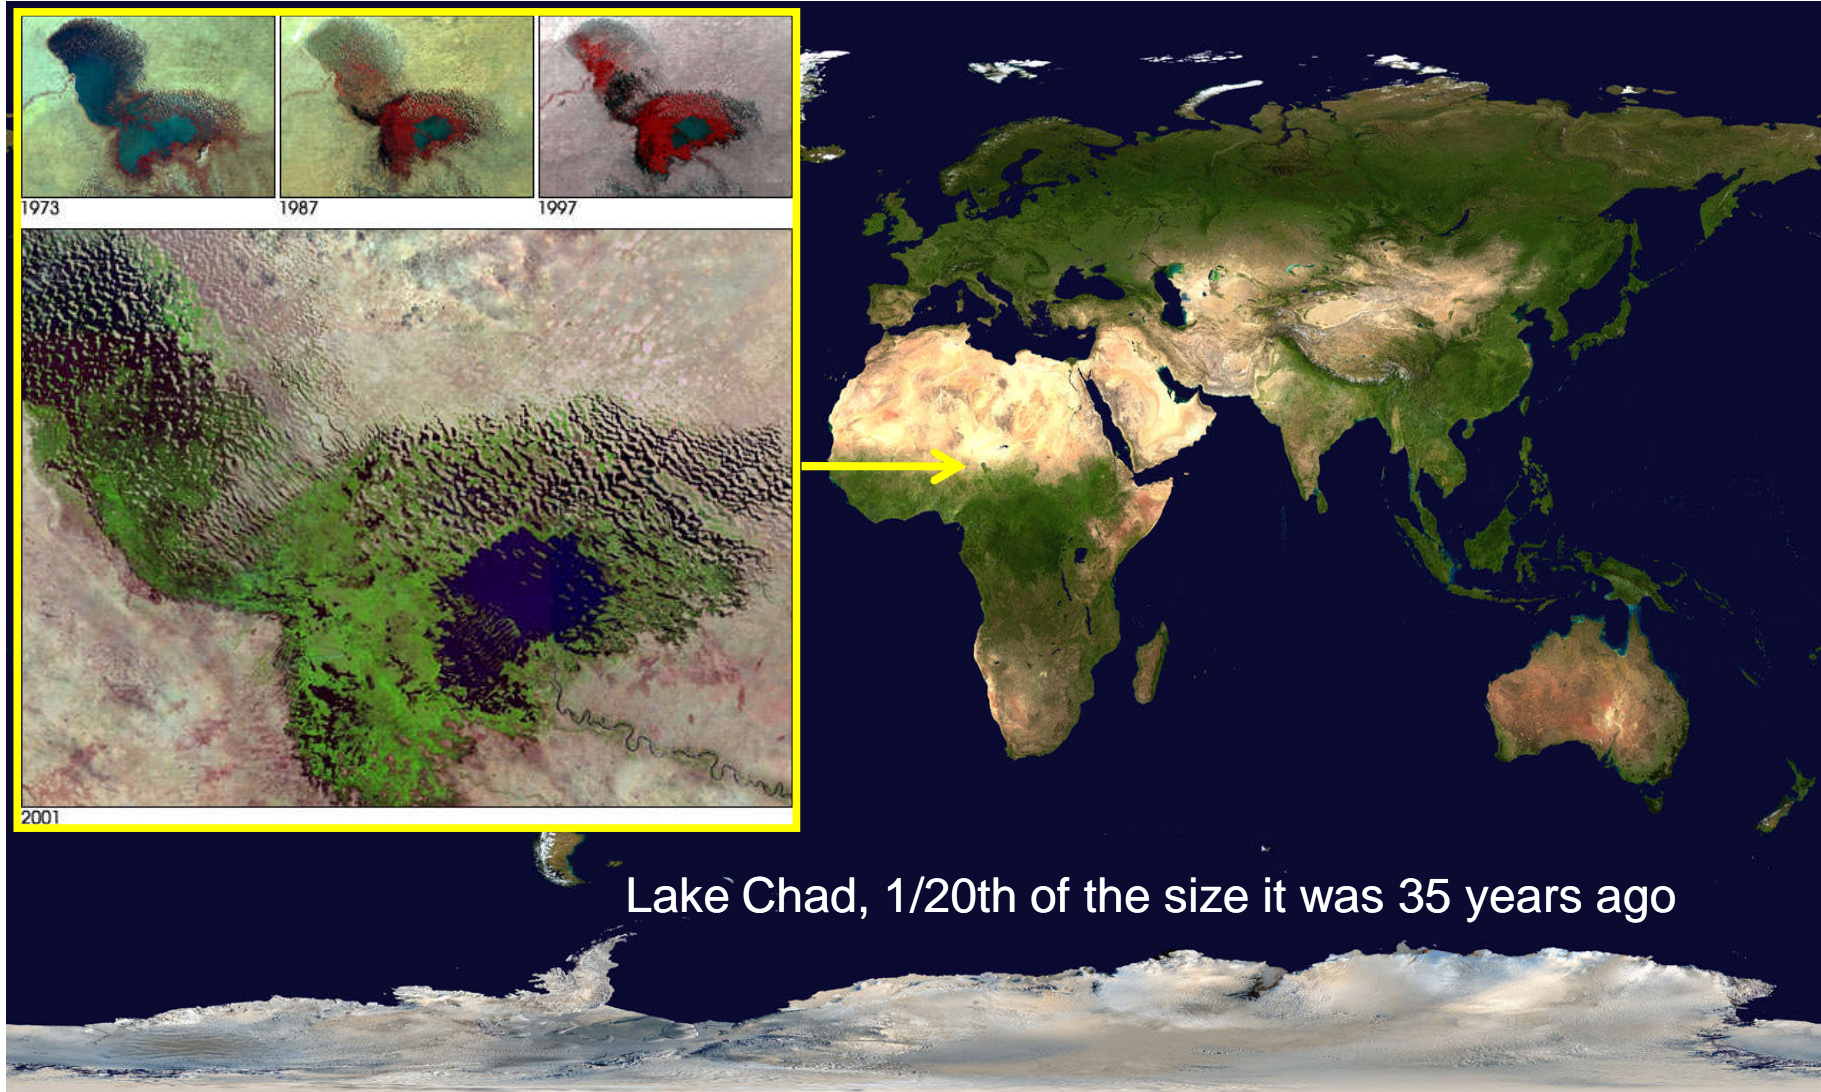 1973
1987
1997
2001
Lake Chad, 1/20th of the size it was 35 years ago